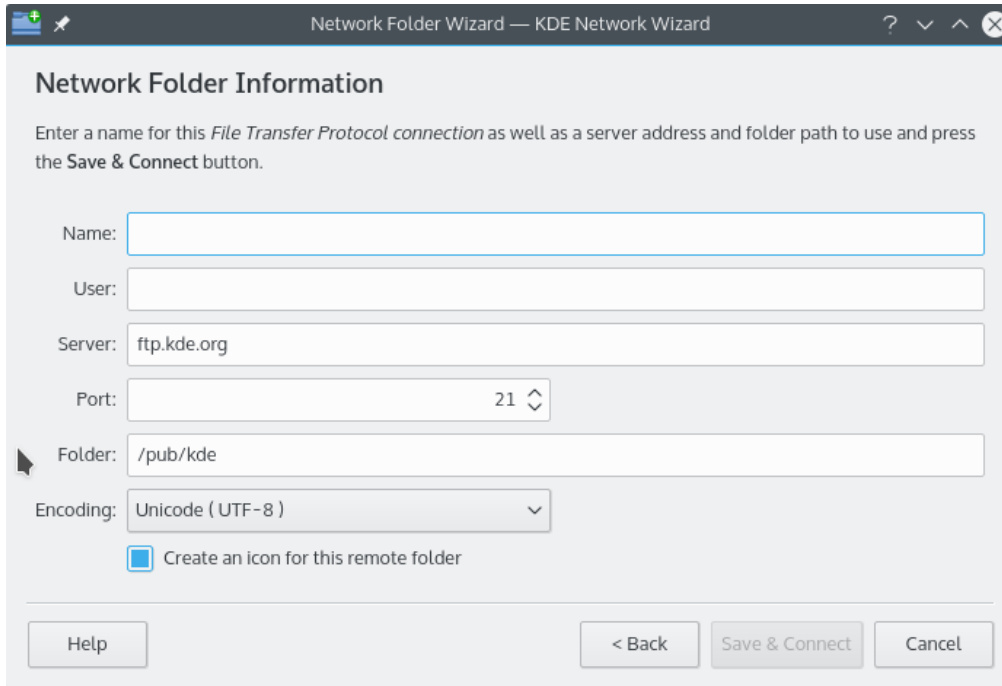 Network Folder Wizard — KDE Network Wizard
Network Folder Information
Enter a name for this File Transfer Protocol connection as well as a server address and folder path to use and press
the Save & Connect button.
Name:
User:
Server: ftp.kde.org
Port: 21
Folder: /pub/kde
Encoding: Unicode ( UTF-8 )
Create an icon for this remote folder
Help < Back Save & Connect Cancel